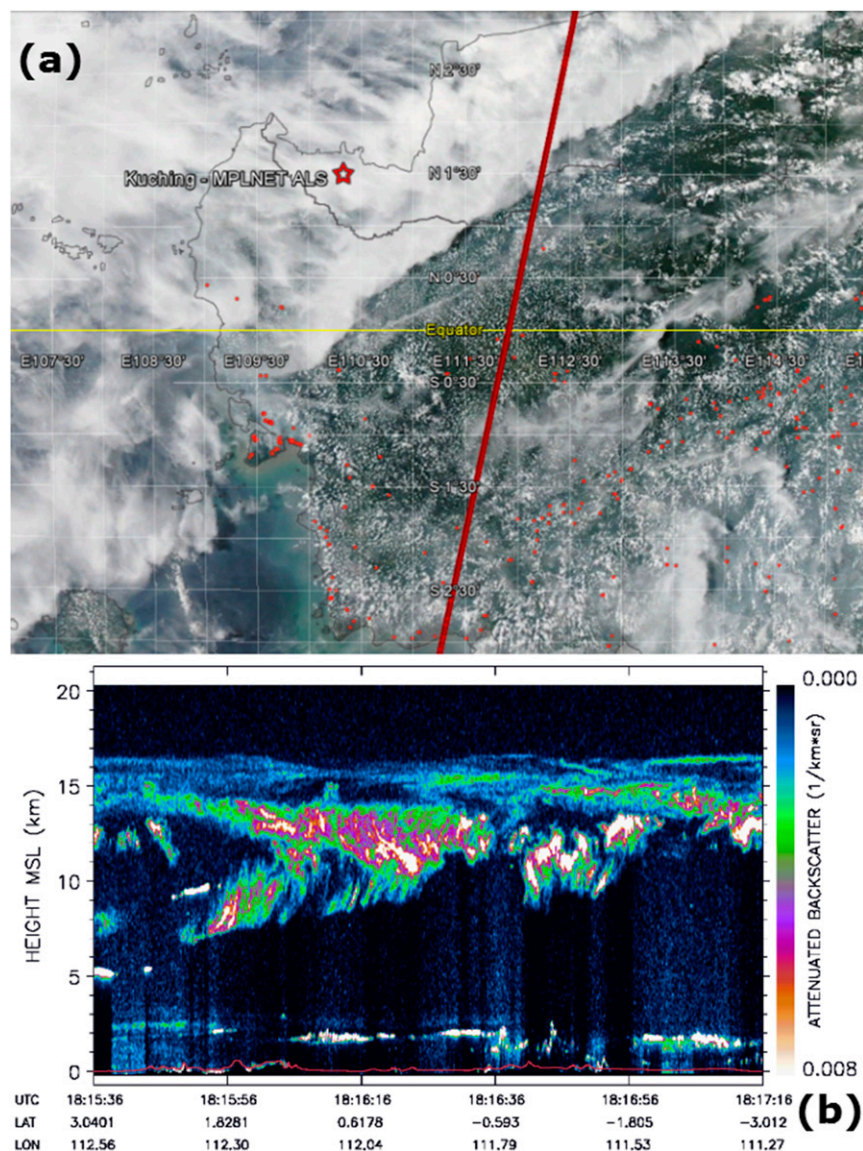 (a)
N 2°30'
Kuching - MPLNET ALS
N 1°30'
N 0°30'
Equator
E107°30' E108°30' E109°30' E110°30' E111°30' E112°30' E113°30' E114°30' E1
S 0°30'
S 1°30'
S 2°30'
20
15
10
5
0
HEIGHT MSL (km)
0.000
ATTENUATED BACKSCATTER (1/km*sr)
0.008
UTC 18:15:36 18:15:56 18:16:16 18:16:36 18:16:56 18:17:16
LAT 3.0401 1.8281 0.6178 −0.593 −1.805 −3.012
LON 112.56 112.30 112.04 111.79 111.53 111.27
(b)